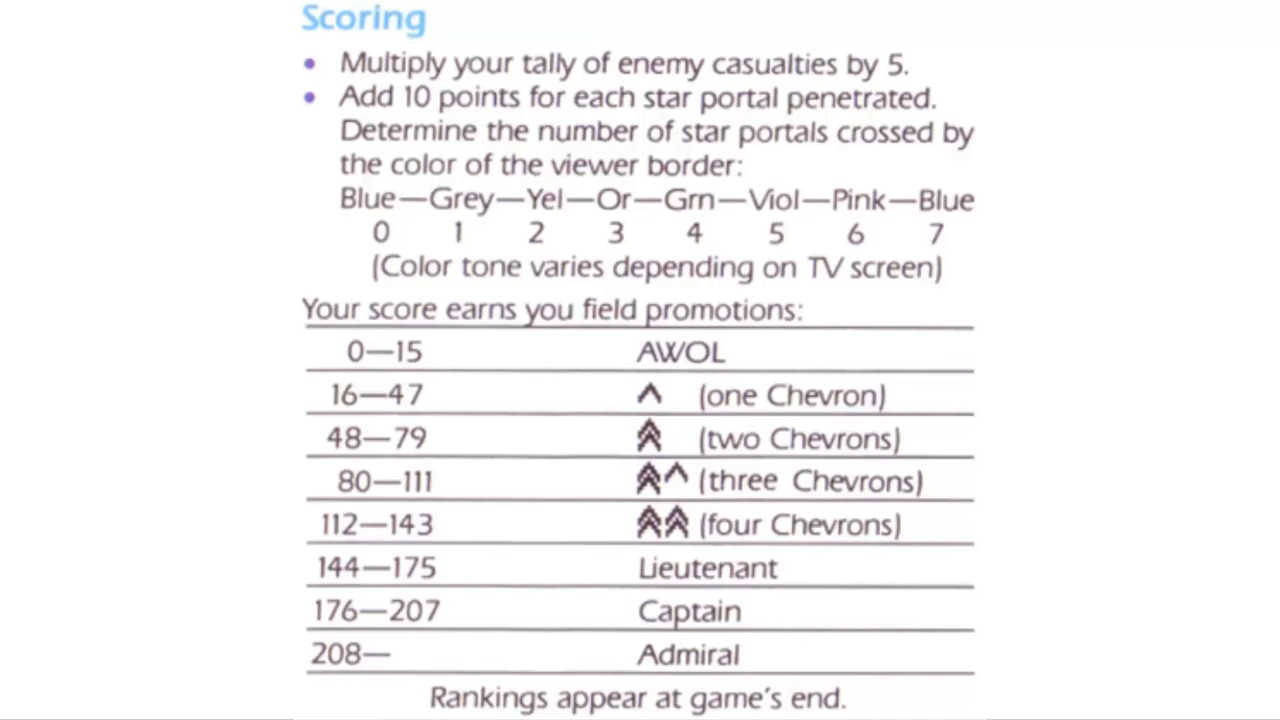 Scoring
• Multiply your tally of enemy casualties by 5.
• Add 10 points for each star portal penetrated.
Determine the number of star portals crossed by
the color of the viewer border:
Blue—Grey—Yel—Or—Grn—Viol—Pink—Blue
0 1 2 3 4 5 6 7
(Color tone varies depending on TV screen)
Your score earns you field promotions:
0—15 AWOL
16—47 (one Chevron)
48—79 (two Chevrons)
80—111 (three Chevrons)
112—143 (four Chevrons)
144—175 Lieutenant
176—207 Captain
208— Admiral
Rankings appear at game's end.